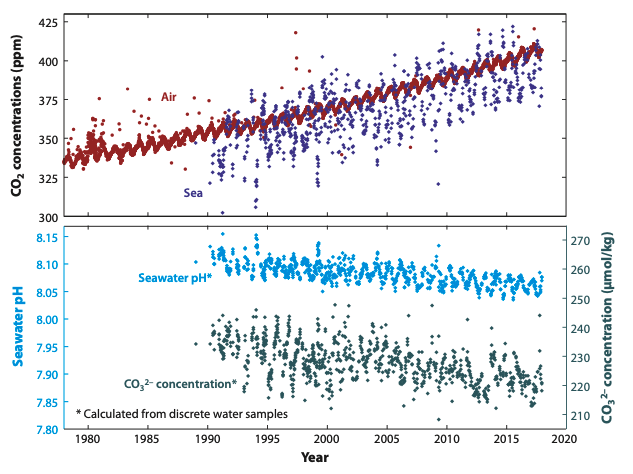 425
400
375
350
325
300
CO2 concentrations (ppm)
Air
Sea
8.15
8.10
8.05
8.00
7.95
7.90
7.85
7.80
Seawater pH
Seawater pH*
CO3²⁻ concentration*
* Calculated from discrete water samples
270
260
250
240
230
220
210
CO3²⁻ concentration (μmol/kg)
1980 1985 1990 1995 2000 2005 2010 2015 2020
Year